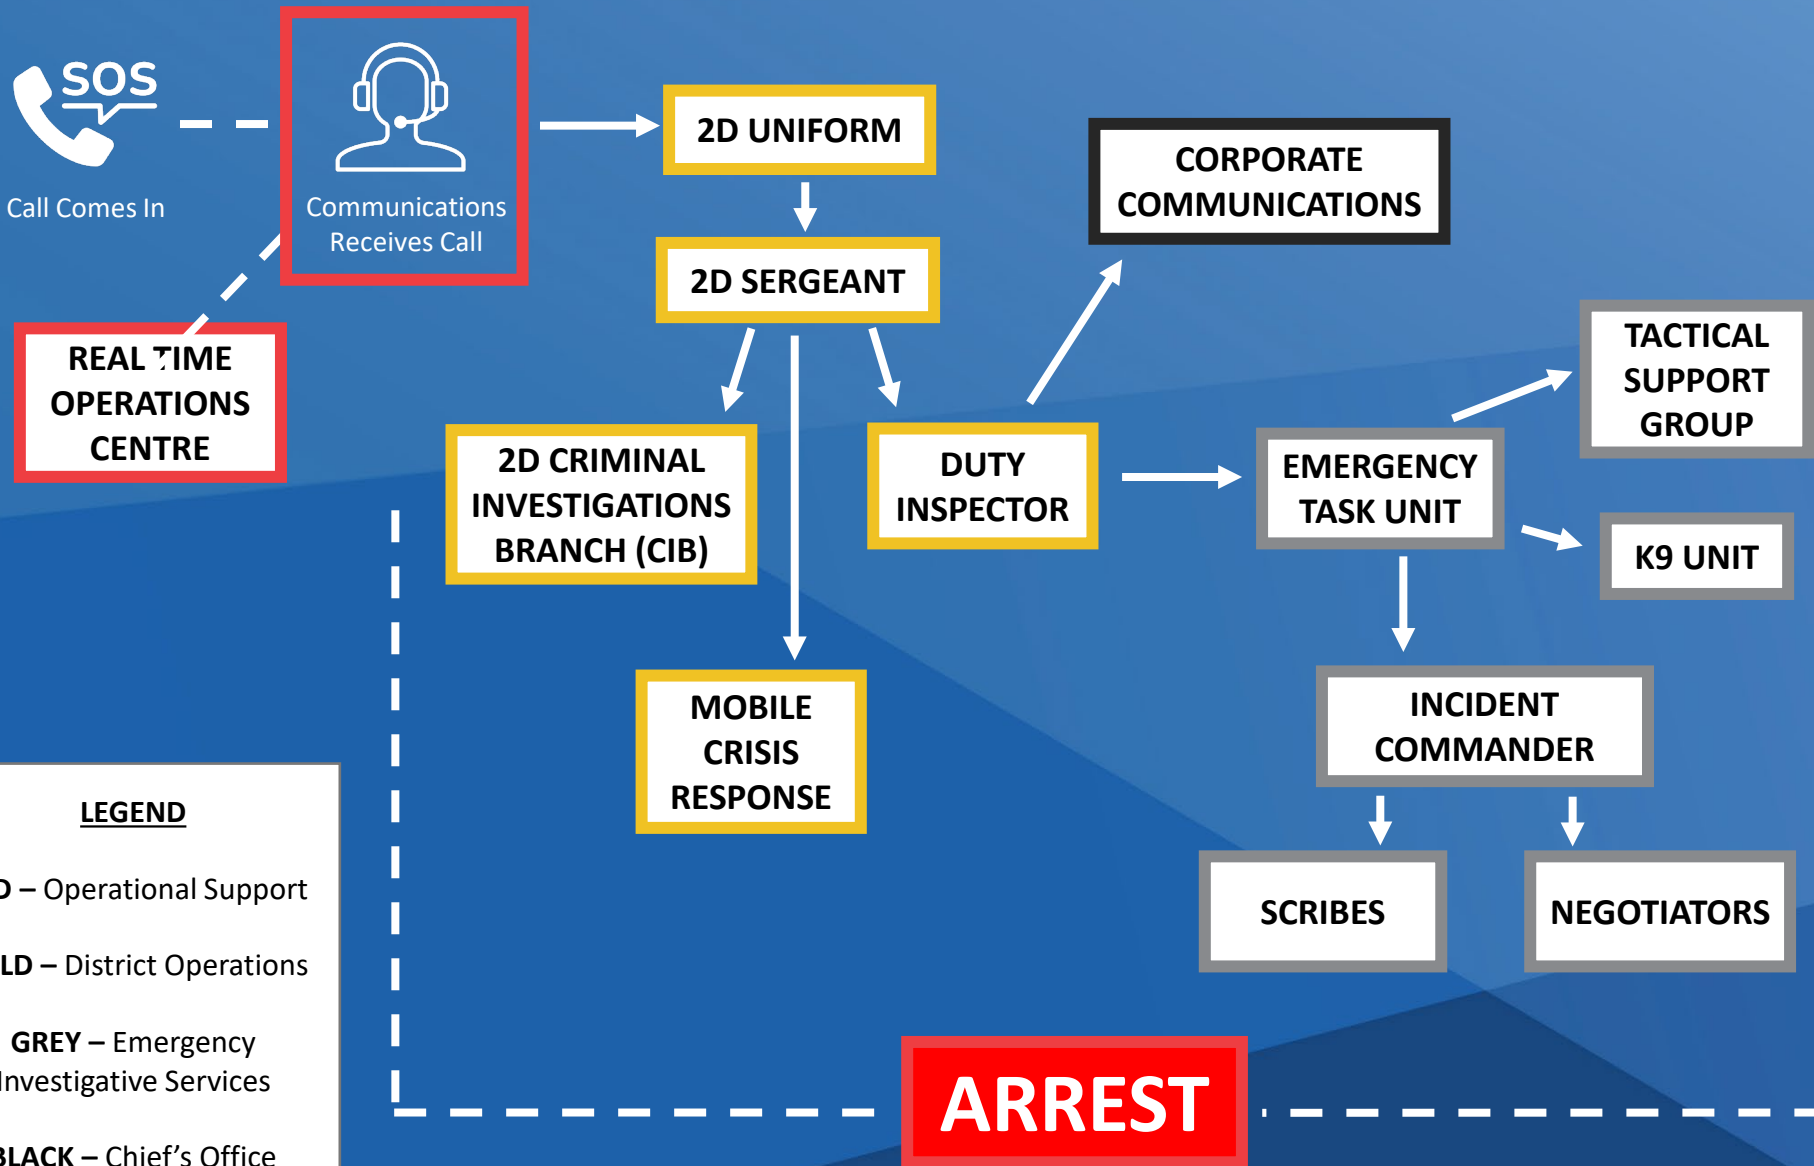 SOS
Call Comes In
Communications
Receives Call
REAL TIME
OPERATIONS
CENTRE
2D UNIFORM
2D SERGEANT
CORPORATE
COMMUNICATIONS
2D CRIMINAL
INVESTIGATIONS
BRANCH (CIB)
DUTY
INSPECTOR
EMERGENCY
TASK UNIT
TACTICAL
SUPPORT
GROUP
K9 UNIT
MOBILE
CRISIS
RESPONSE
INCIDENT
COMMANDER
SCRIBES
NEGOTIATORS
LEGEND
D – Operational Support
LD – District Operations
GREY – Emergency
Investigative Services
BLACK – Chief's Office
ARREST